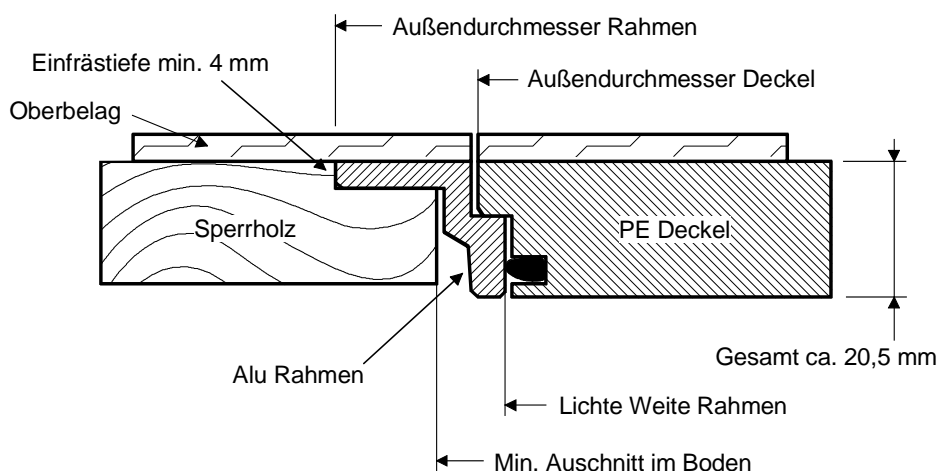 Außendurchmesser Rahmen
Einfrästiefe min. 4 mm
Außendurchmesser Deckel
Oberbelag
Sperrholz
PE Deckel
Gesamt ca. 20,5 mm
Alu Rahmen
Lichte Weite Rahmen
Min. Auschnitt im Boden